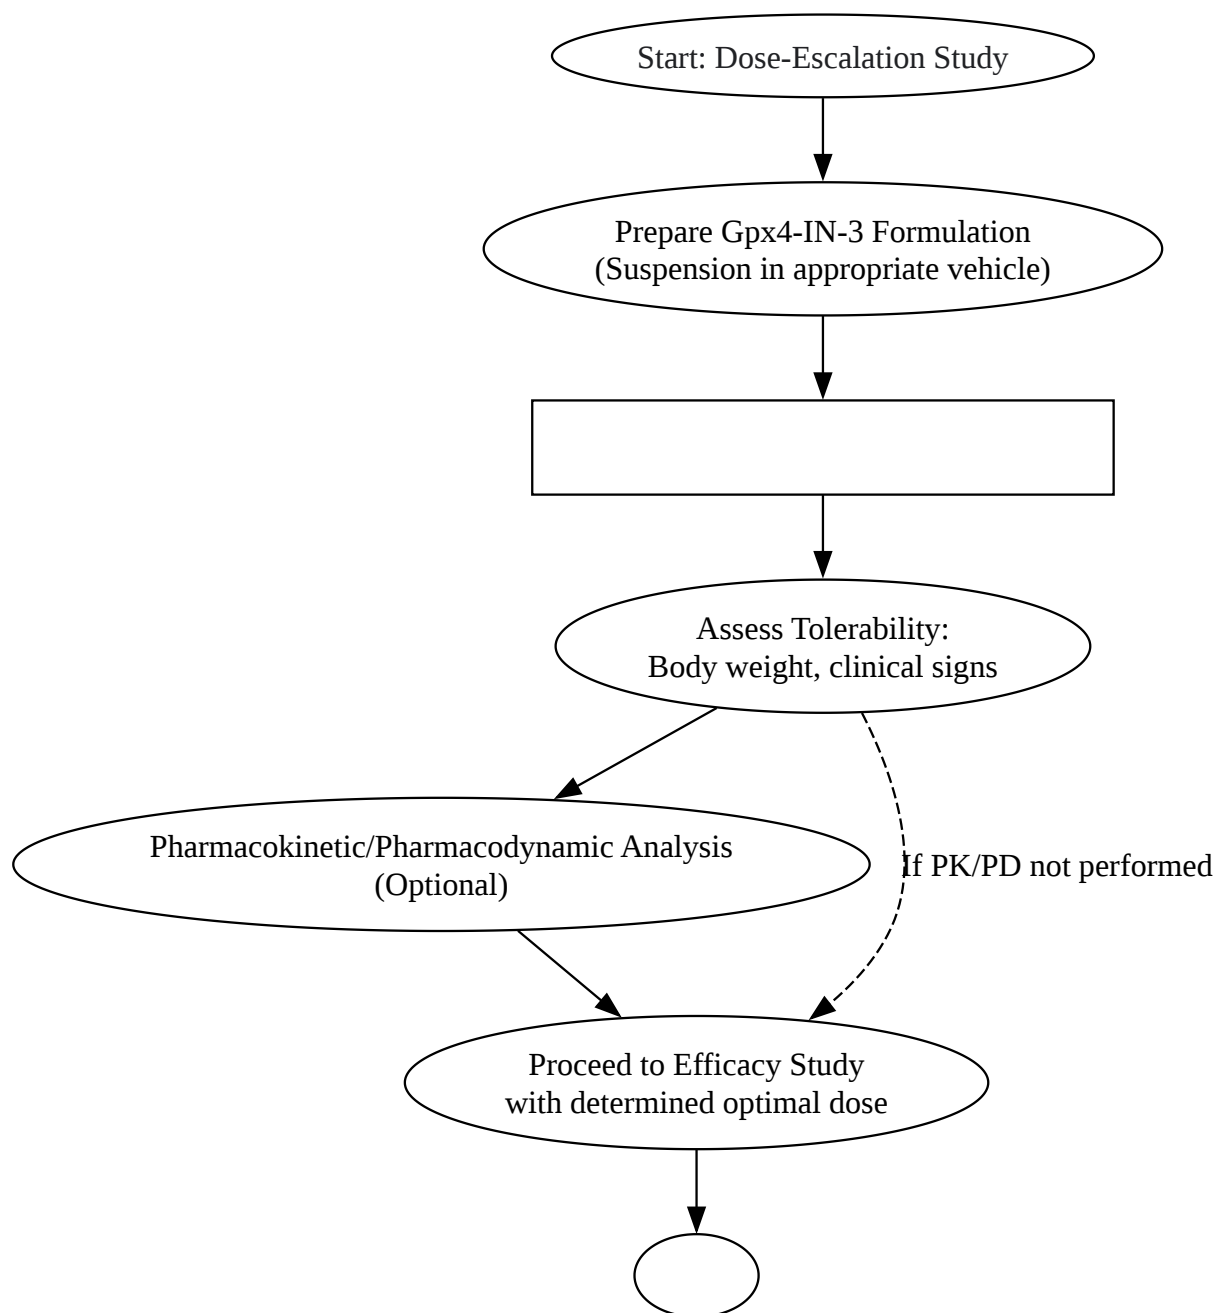 Start: Dose-Escalation Study
Prepare Gpx4-IN-3 Formulation
(Suspension in appropriate vehicle)
Assess Tolerability:
Body weight, clinical signs
Pharmacokinetic/Pharmacodynamic Analysis
(Optional)
If PK/PD not performed
Proceed to Efficacy Study
with determined optimal dose